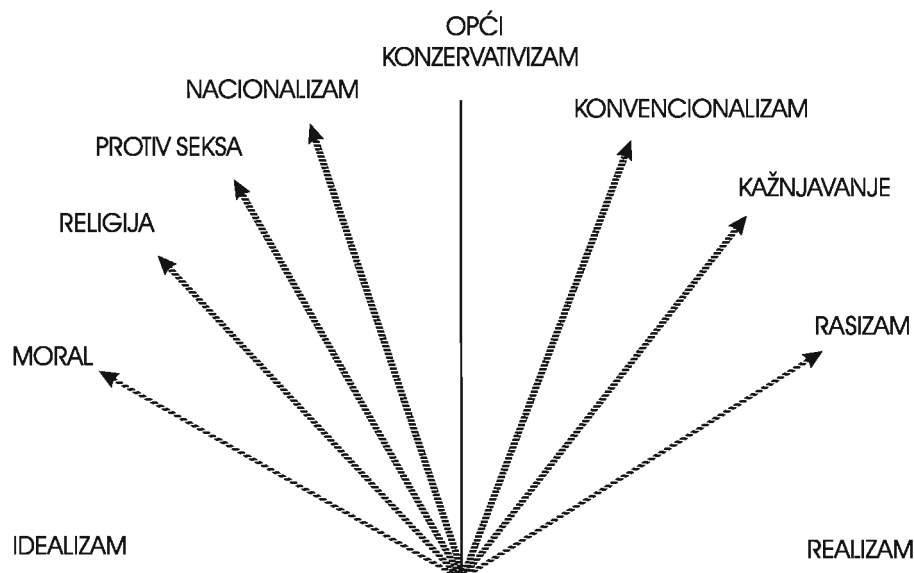 OPĆI
KONZERVATIVIZAM
NACIONALIZAM
KONVENCIONALIZAM
PROTIV SEKSA
KAŽNJAVANJE
RELIGIJA
RASIZAM
MORAL
IDEALIZAM
REALIZAM